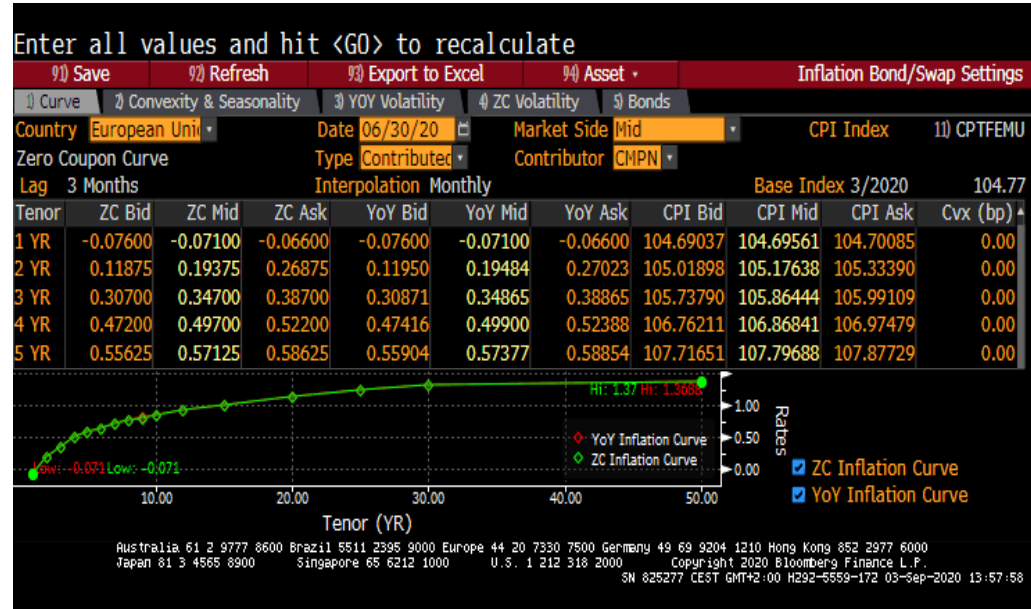 Enter all values and hit <GO> to recalculate
91) Save 92) Refresh 93) Export to Excel 94) Asset Inflation Bond/Swap Settings
1) Curve 2) Convexity & Seasonality 3) YOY Volatility 4) ZC Volatility 5) Bonds
Country European Uni Date 06/30/20 Market Side Mid CPI Index 11) CPTFEMU
Zero Coupon Curve Type Contributed Contributor CMPN
Lag 3 Months Interpolation Monthly Base Index 3/2020 104.77
Tenor ZC Bid ZC Mid ZC Ask YoY Bid YoY Mid YoY Ask CPI Bid CPI Mid CPI Ask Cvx (bp)
1 YR -0.07600 -0.07100 -0.06600 -0.07600 -0.07100 -0.06600 104.69037 104.69561 104.70085 0.00
2 YR 0.11875 0.19375 0.26875 0.11950 0.19484 0.27023 105.01898 105.17638 105.33390 0.00
3 YR 0.30700 0.34700 0.38700 0.30871 0.34865 0.38865 105.73790 105.86444 105.99109 0.00
4 YR 0.47200 0.49700 0.52200 0.47416 0.49900 0.52388 106.76211 106.86841 106.97479 0.00
5 YR 0.55625 0.57125 0.58625 0.55904 0.57377 0.58854 107.71651 107.79688 107.87729 0.00
Hi: 1.37 Hi: 1.3688
1.00
0.50
0.00
Rates
YoY Inflation Curve
ZC Inflation Curve
Low: -0.071 Low: -0.071
ZC Inflation Curve
YoY Inflation Curve
10.00 20.00 30.00 40.00 50.00
Tenor (YR)
Australia 61 2 9777 8600 Brazil 5511 2395 9000 Europe 44 20 7330 7500 Germany 49 69 9204 1210 Hong Kong 852 2977 6000
Japan 81 3 4565 8900 Singapore 65 6212 1000 U.S. 1 212 318 2000 Copyright 2020 Bloomberg Finance L.P.
SN 825277 CEST GMT+2:00 H292-5559-172 03-Sep-2020 13:57:58